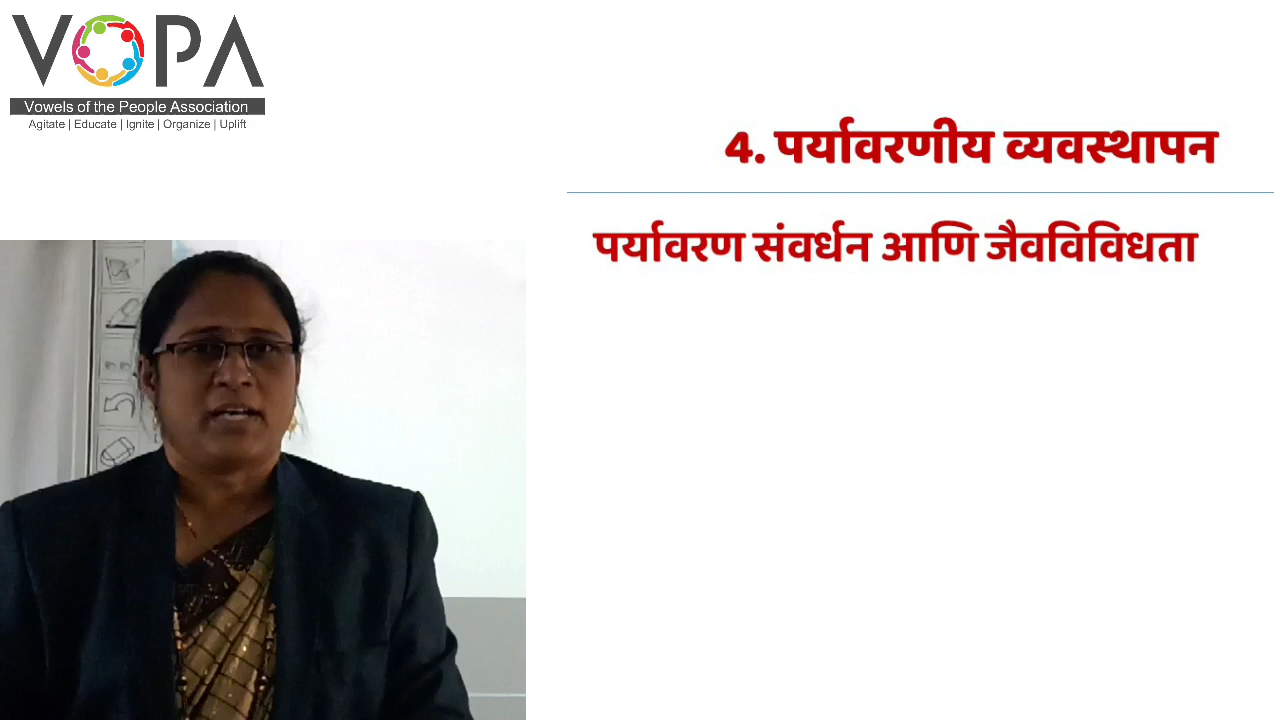 VOPA
Vowels of the People Association
Agitate | Educate | Ignite | Organize | Uplift
4. पर्यावरणीय व्यवस्थापन
पर्यावरण संवर्धन आणि जैवविविधता